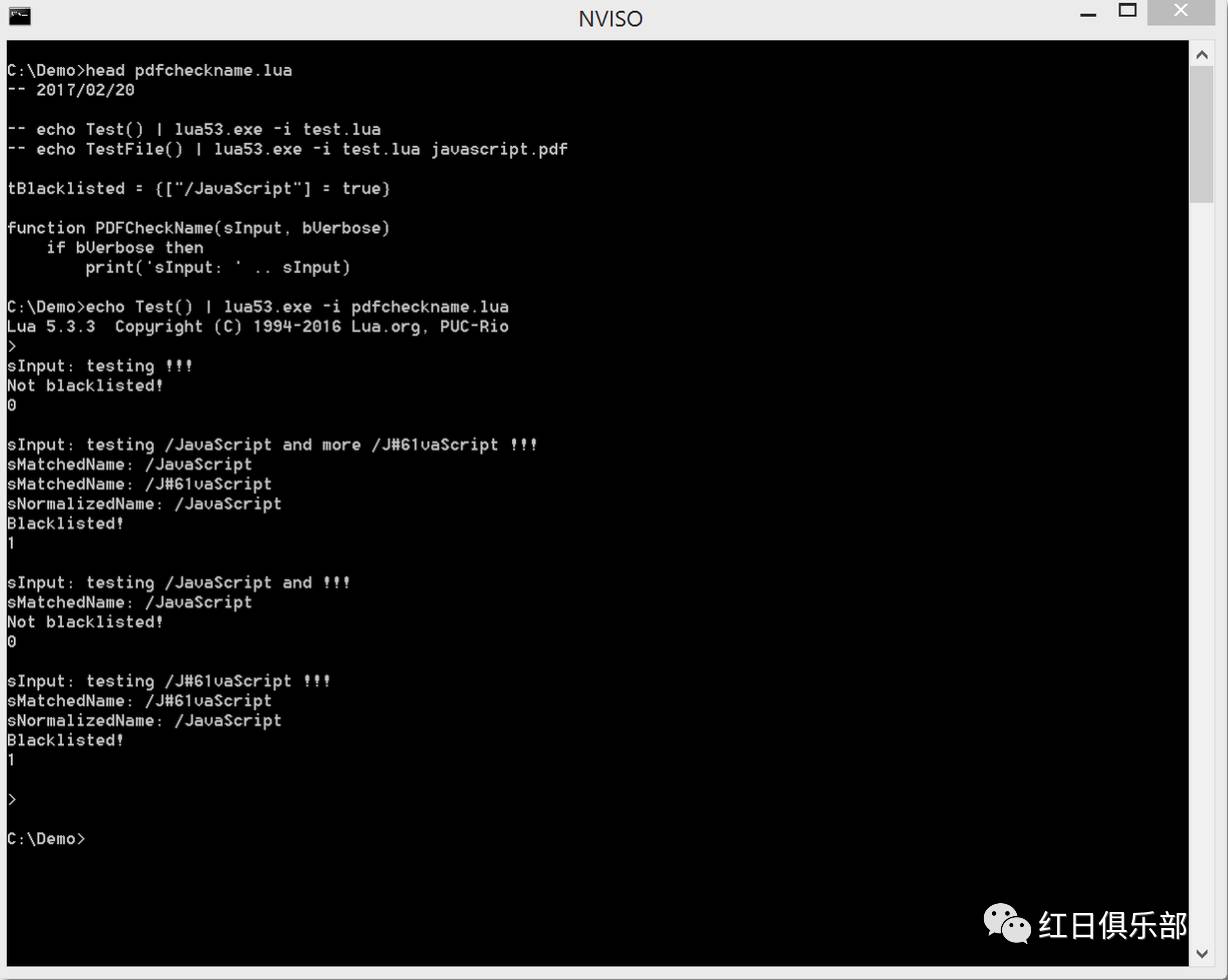 NVISO
C:\Demo>head pdfcheckname.lua
-- 2017/02/20
-- echo Test() | lua53.exe -i test.lua
-- echo TestFile() | lua53.exe -i test.lua javascript.pdf
tBlacklisted = {["/JavaScript"] = true}
function PDFCheckName(sInput, bVerbose)
    if bVerbose then
        print('sInput: ' .. sInput)
C:\Demo>echo Test() | lua53.exe -i pdfcheckname.lua
Lua 5.3.3  Copyright (C) 1994-2016 Lua.org, PUC-Rio
>
sInput: testing !!!
Not blacklisted!
0
sInput: testing /JavaScript and more /J#61vaScript !!!
sMatchedName: /JavaScript
sMatchedName: /J#61vaScript
sNormalizedName: /JavaScript
Blacklisted!
1
sInput: testing /JavaScript and !!!
sMatchedName: /JavaScript
Not blacklisted!
0
sInput: testing /J#61vaScript !!!
sMatchedName: /J#61vaScript
sNormalizedName: /JavaScript
Blacklisted!
1
>
C:\Demo>
红日俱乐部